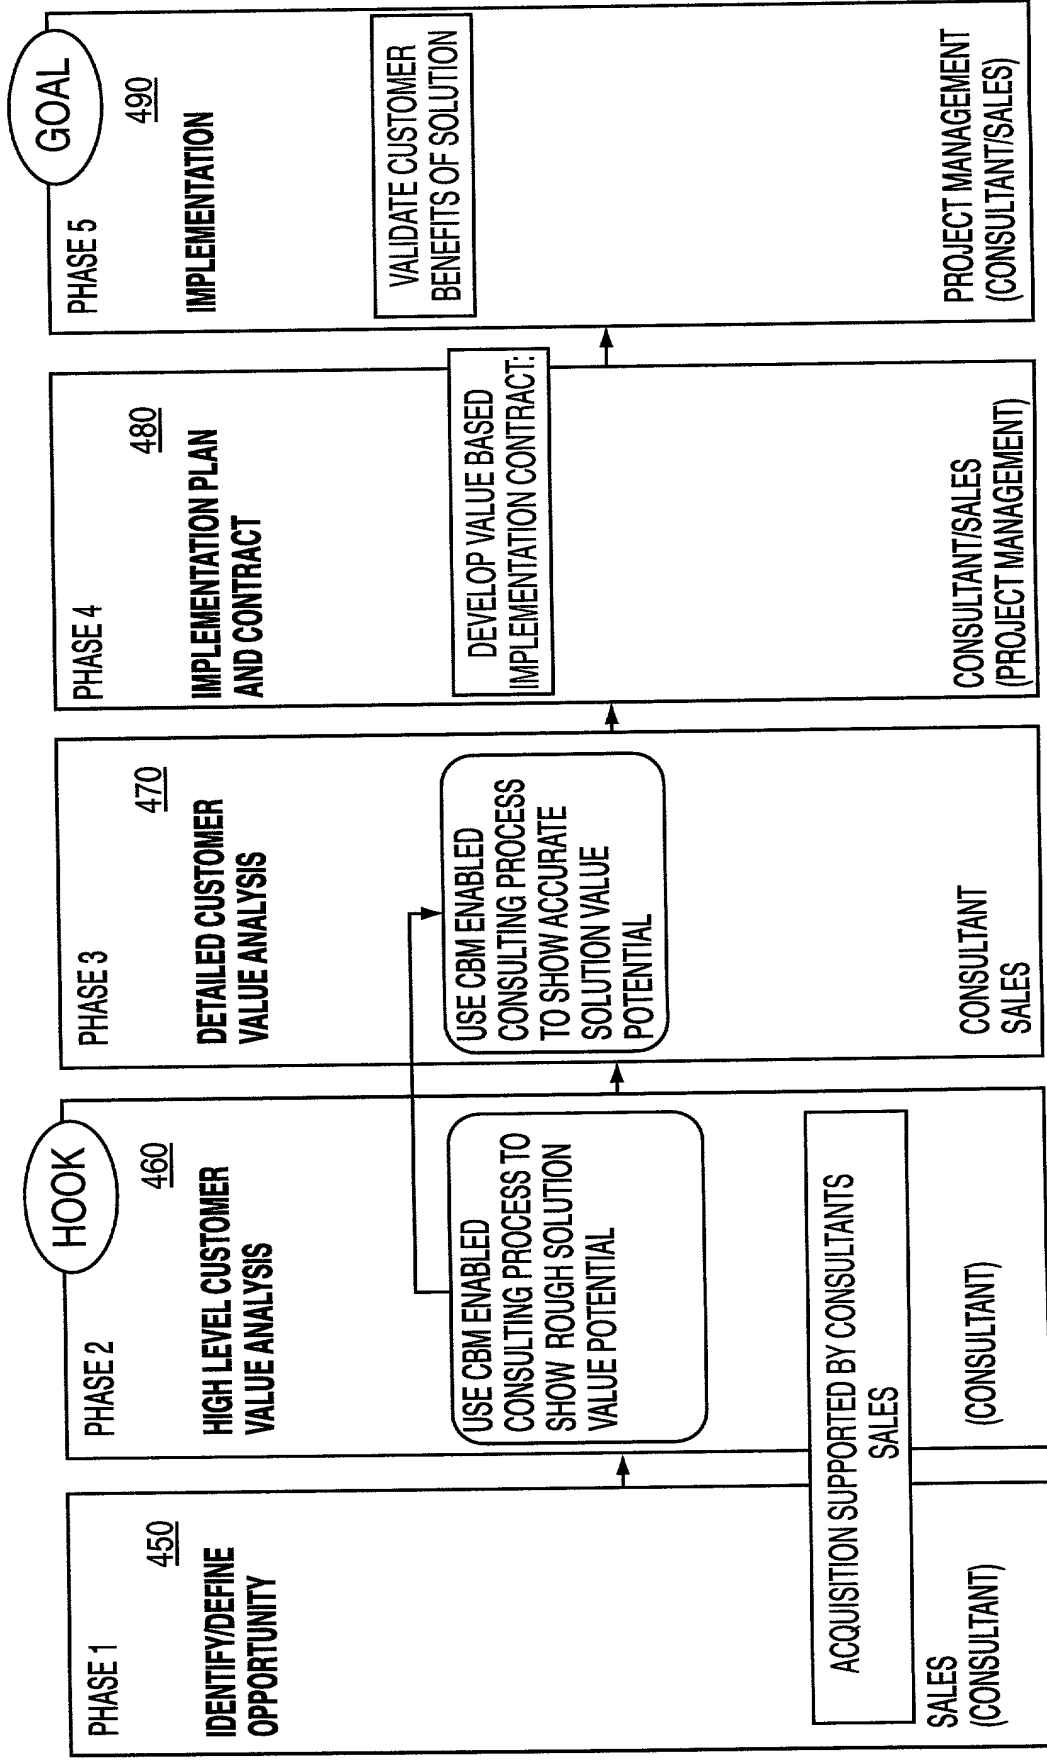 PHASE 1
450
IDENTIFY/DEFINE
OPPORTUNITY
SALES
(CONSULTANT)
HOOK
PHASE 2
460
HIGH LEVEL CUSTOMER
VALUE ANALYSIS
USE CBM ENABLED
CONSULTING PROCESS TO
SHOW ROUGH SOLUTION
VALUE POTENTIAL
ACQUISITION SUPPORTED BY CONSULTANTS
SALES
(CONSULTANT)
PHASE 3
470
DETAILED CUSTOMER
VALUE ANALYSIS
USE CBM ENABLED
CONSULTING PROCESS
TO SHOW ACCURATE
SOLUTION VALUE
POTENTIAL
CONSULTANT
SALES
PHASE 4
480
IMPLEMENTATION PLAN
AND CONTRACT
DEVELOP VALUE BASED
IMPLEMENTATION CONTRACT:
CONSULTANT/SALES
(PROJECT MANAGEMENT)
GOAL
PHASE 5
490
IMPLEMENTATION
VALIDATE CUSTOMER
BENEFITS OF SOLUTION
PROJECT MANAGEMENT
(CONSULTANT/SALES)